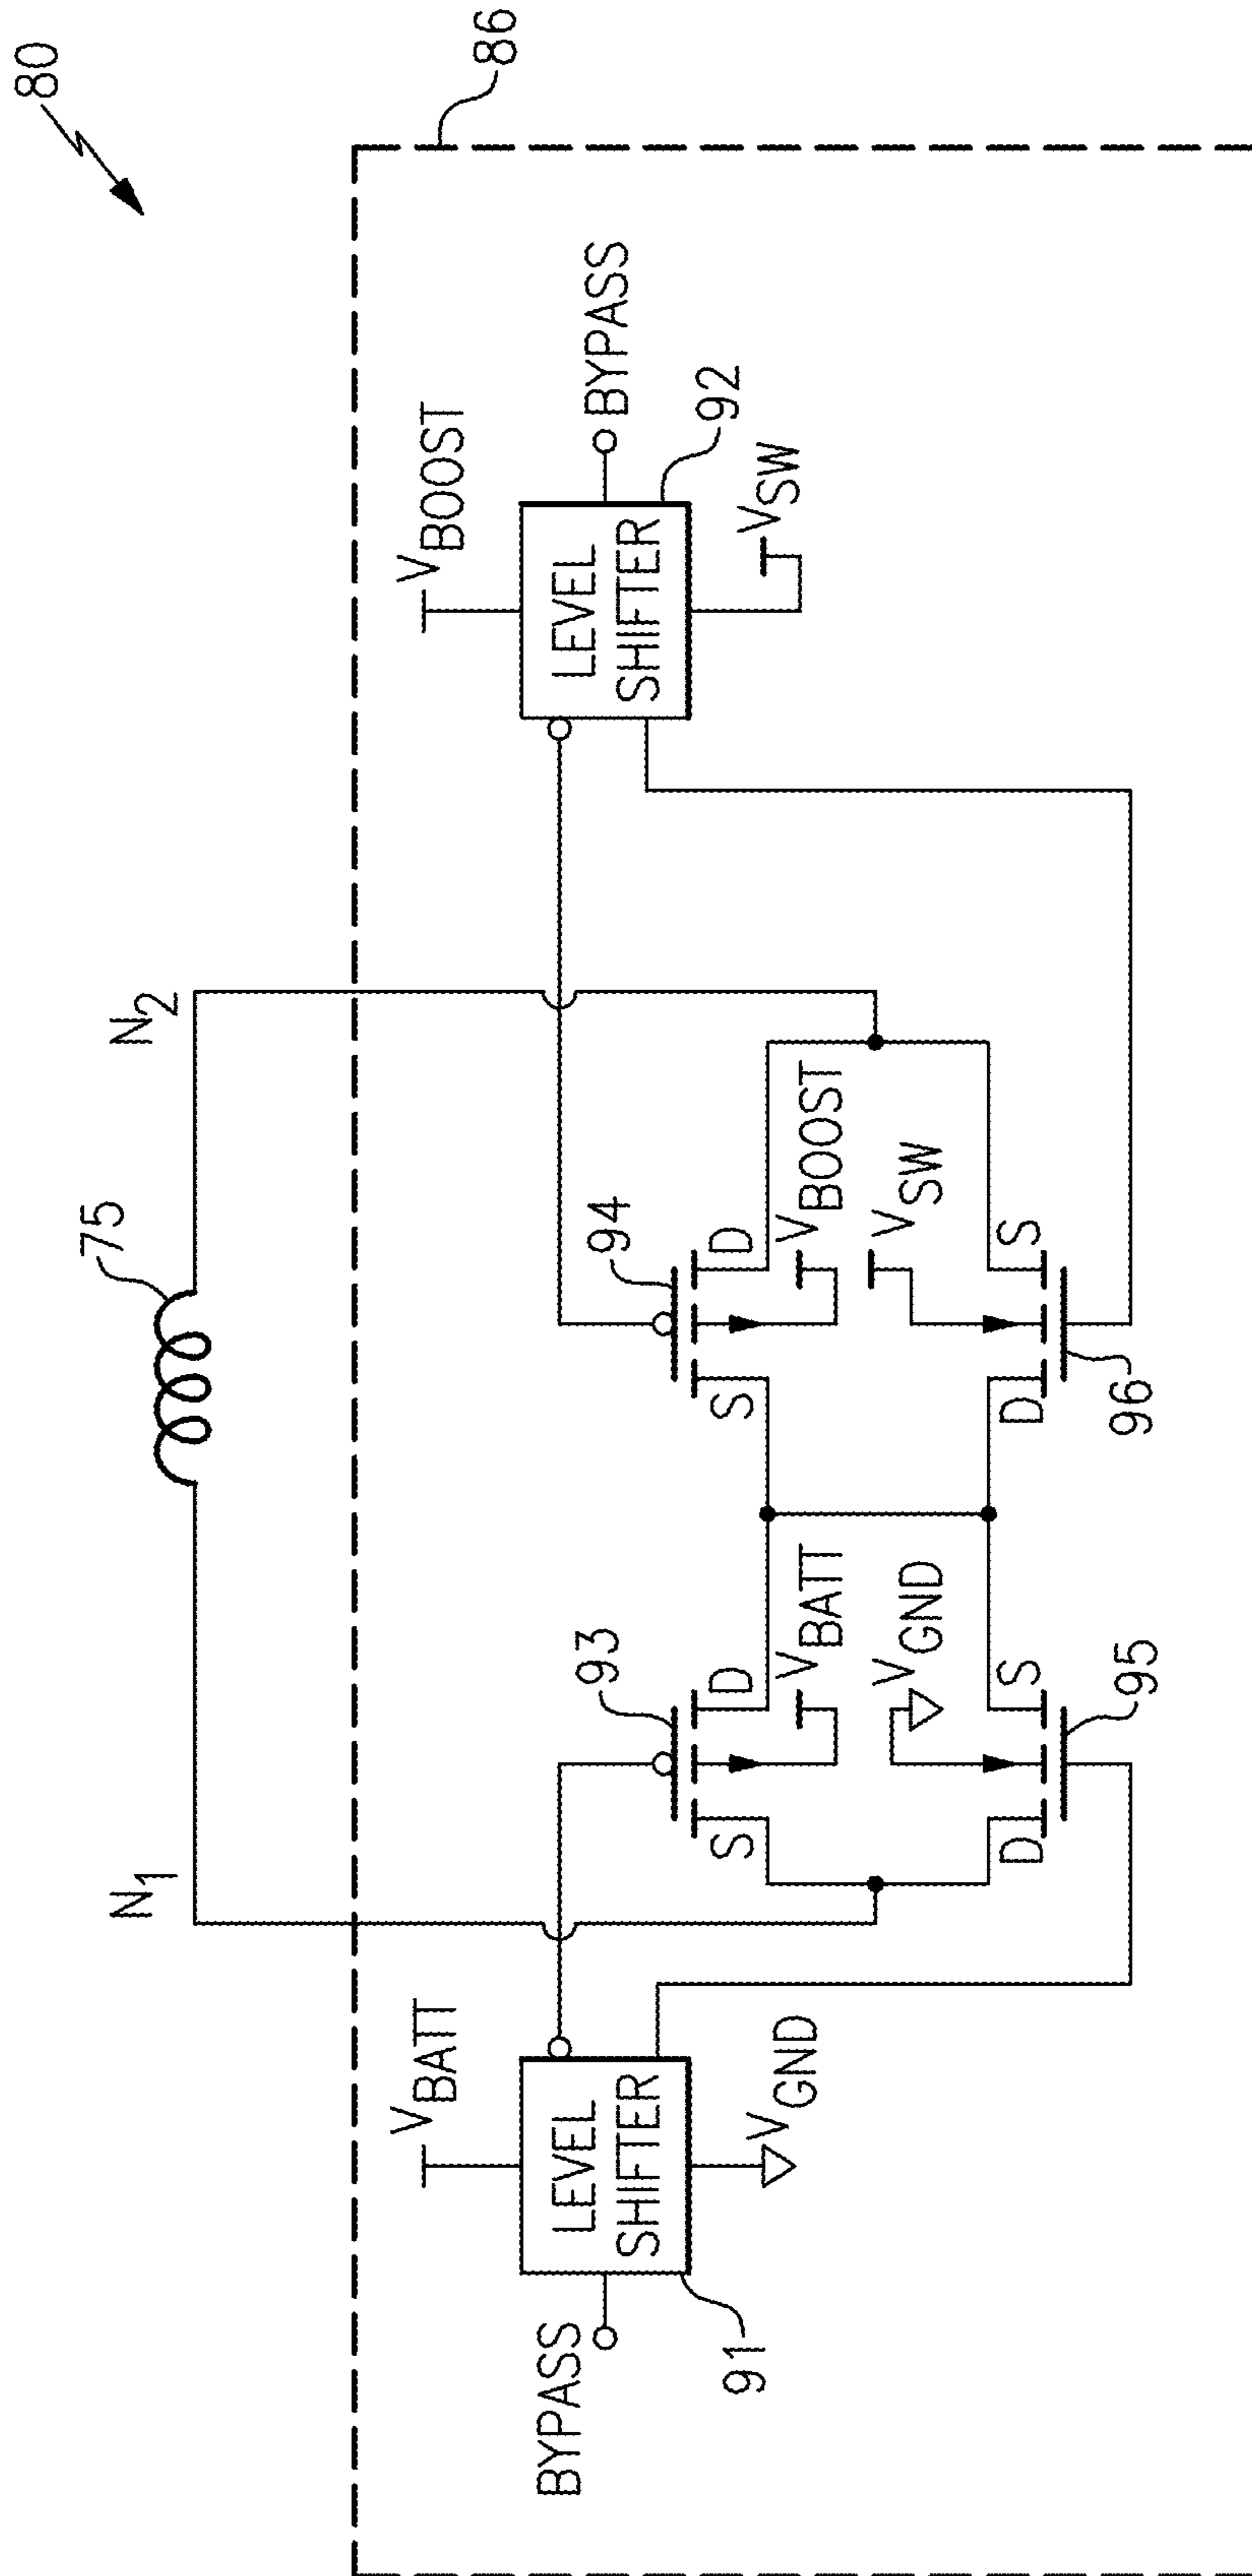 80
75
N1
N2
86
VBATT
VBOOST
BYPASS
LEVEL
SHIFTER
91
VGND
LEVEL
SHIFTER
BYPASS
92
VSW
93
S
D
VBATT
VGND
D
S
95
94
S
D
VBOOST
VSW
D
S
96